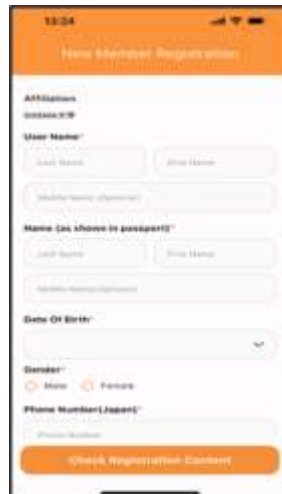 13:24
New Member Registration
Affiliation
User Name*
Last Name First Name
Middle Name (Optional)
Name (as shown in passport)*
Last Name First Name
Middle Name(Optional)
Date Of Birth*
Gender*
Male Female
Phone Number(Japan)*
Phone Number
Check Registration Content